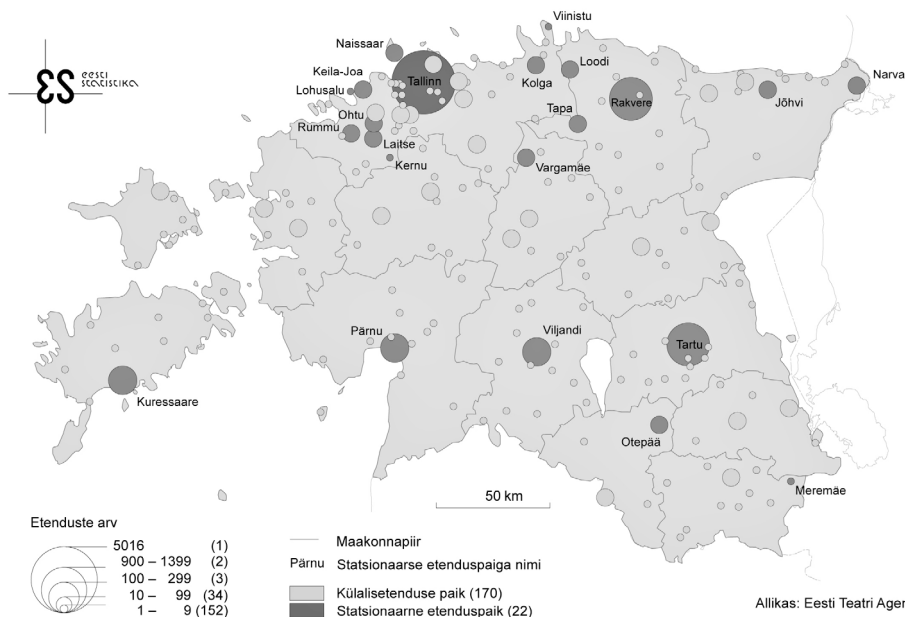 eesti
statistika
Viinistu
Naissaar
Tallinn
Loodi
Keila-Joa
Kolga
Narva
Lohusalu
Rakvere
Jõhvi
Ohtu
Tapa
Rummu
Laitse
Kernu
Vargamäe
Pärnu
Viljandi
Tartu
Kuressaare
Otepää
Meremäe
50 km
Etenduste arv
5016 (1)
900 – 1399 (2)
100 – 299 (3)
10 – 99 (34)
1 – 9 (152)
Maakonnapiir
Pärnu Statsionaarse etenduspaiga nimi
Külalisetenduse paik (170)
Statsionaarne etenduspaik (22)
Allikas: Eesti Teatri Ager